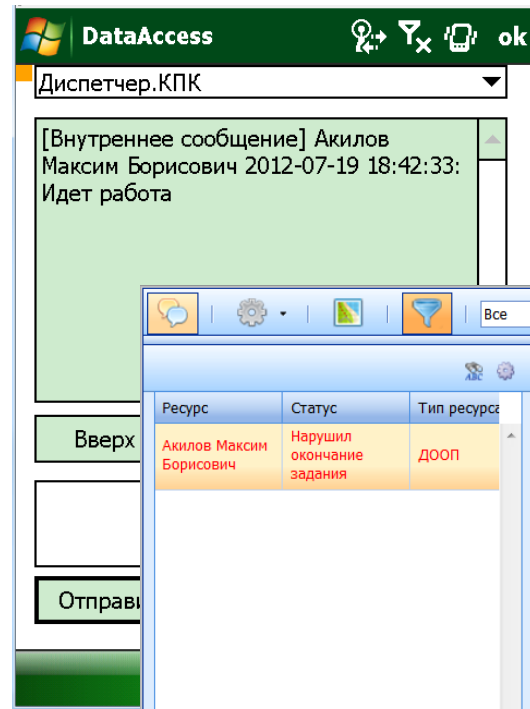 DataAccess
ok
Диспетчер.КПК
[Внутреннее сообщение] Акилов
Максим Борисович 2012-07-19 18:42:33:
Идет работа
Все
ABC
Ресурс Статус Тип ресурса
Акилов Максим
Борисович
Нарушил
окончание
задания
ДООП
Вверх
Отправи